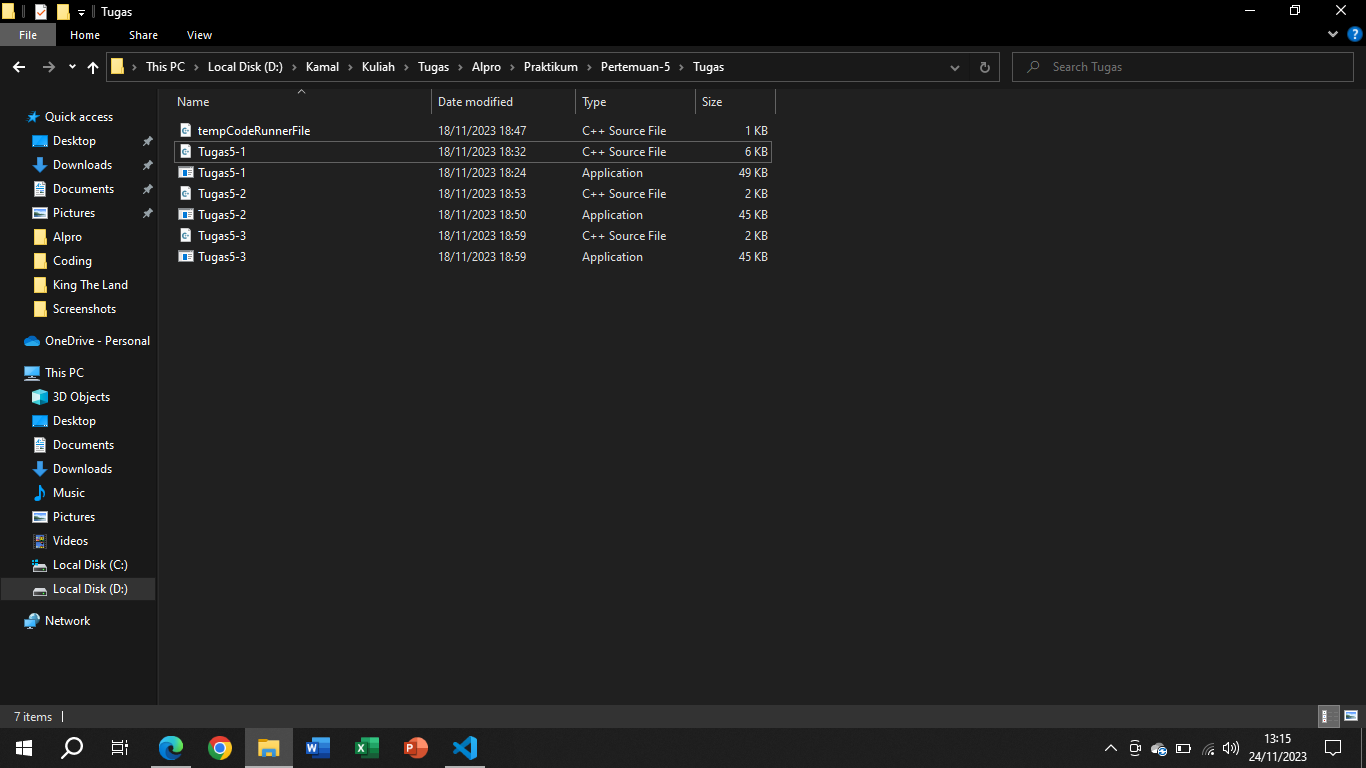 Tugas
File Home Share View
This PC Local Disk (D:) Kamal Kuliah Tugas Alpro Praktikum Pertemuan-5 Tugas Search Tugas
Name Date modified Type Size
tempCodeRunnerFile 18/11/2023 18:47 C++ Source File 1 KB
Tugas5-1 18/11/2023 18:32 C++ Source File 6 KB
Tugas5-1 18/11/2023 18:24 Application 49 KB
Tugas5-2 18/11/2023 18:53 C++ Source File 2 KB
Tugas5-2 18/11/2023 18:50 Application 45 KB
Tugas5-3 18/11/2023 18:59 C++ Source File 2 KB
Tugas5-3 18/11/2023 18:59 Application 45 KB
Quick access
Desktop
Downloads
Documents
Pictures
Alpro
Coding
King The Land
Screenshots
OneDrive - Personal
This PC
3D Objects
Desktop
Documents
Downloads
Music
Pictures
Videos
Local Disk (C:)
Local Disk (D:)
Network
7 items
13:15
24/11/2023